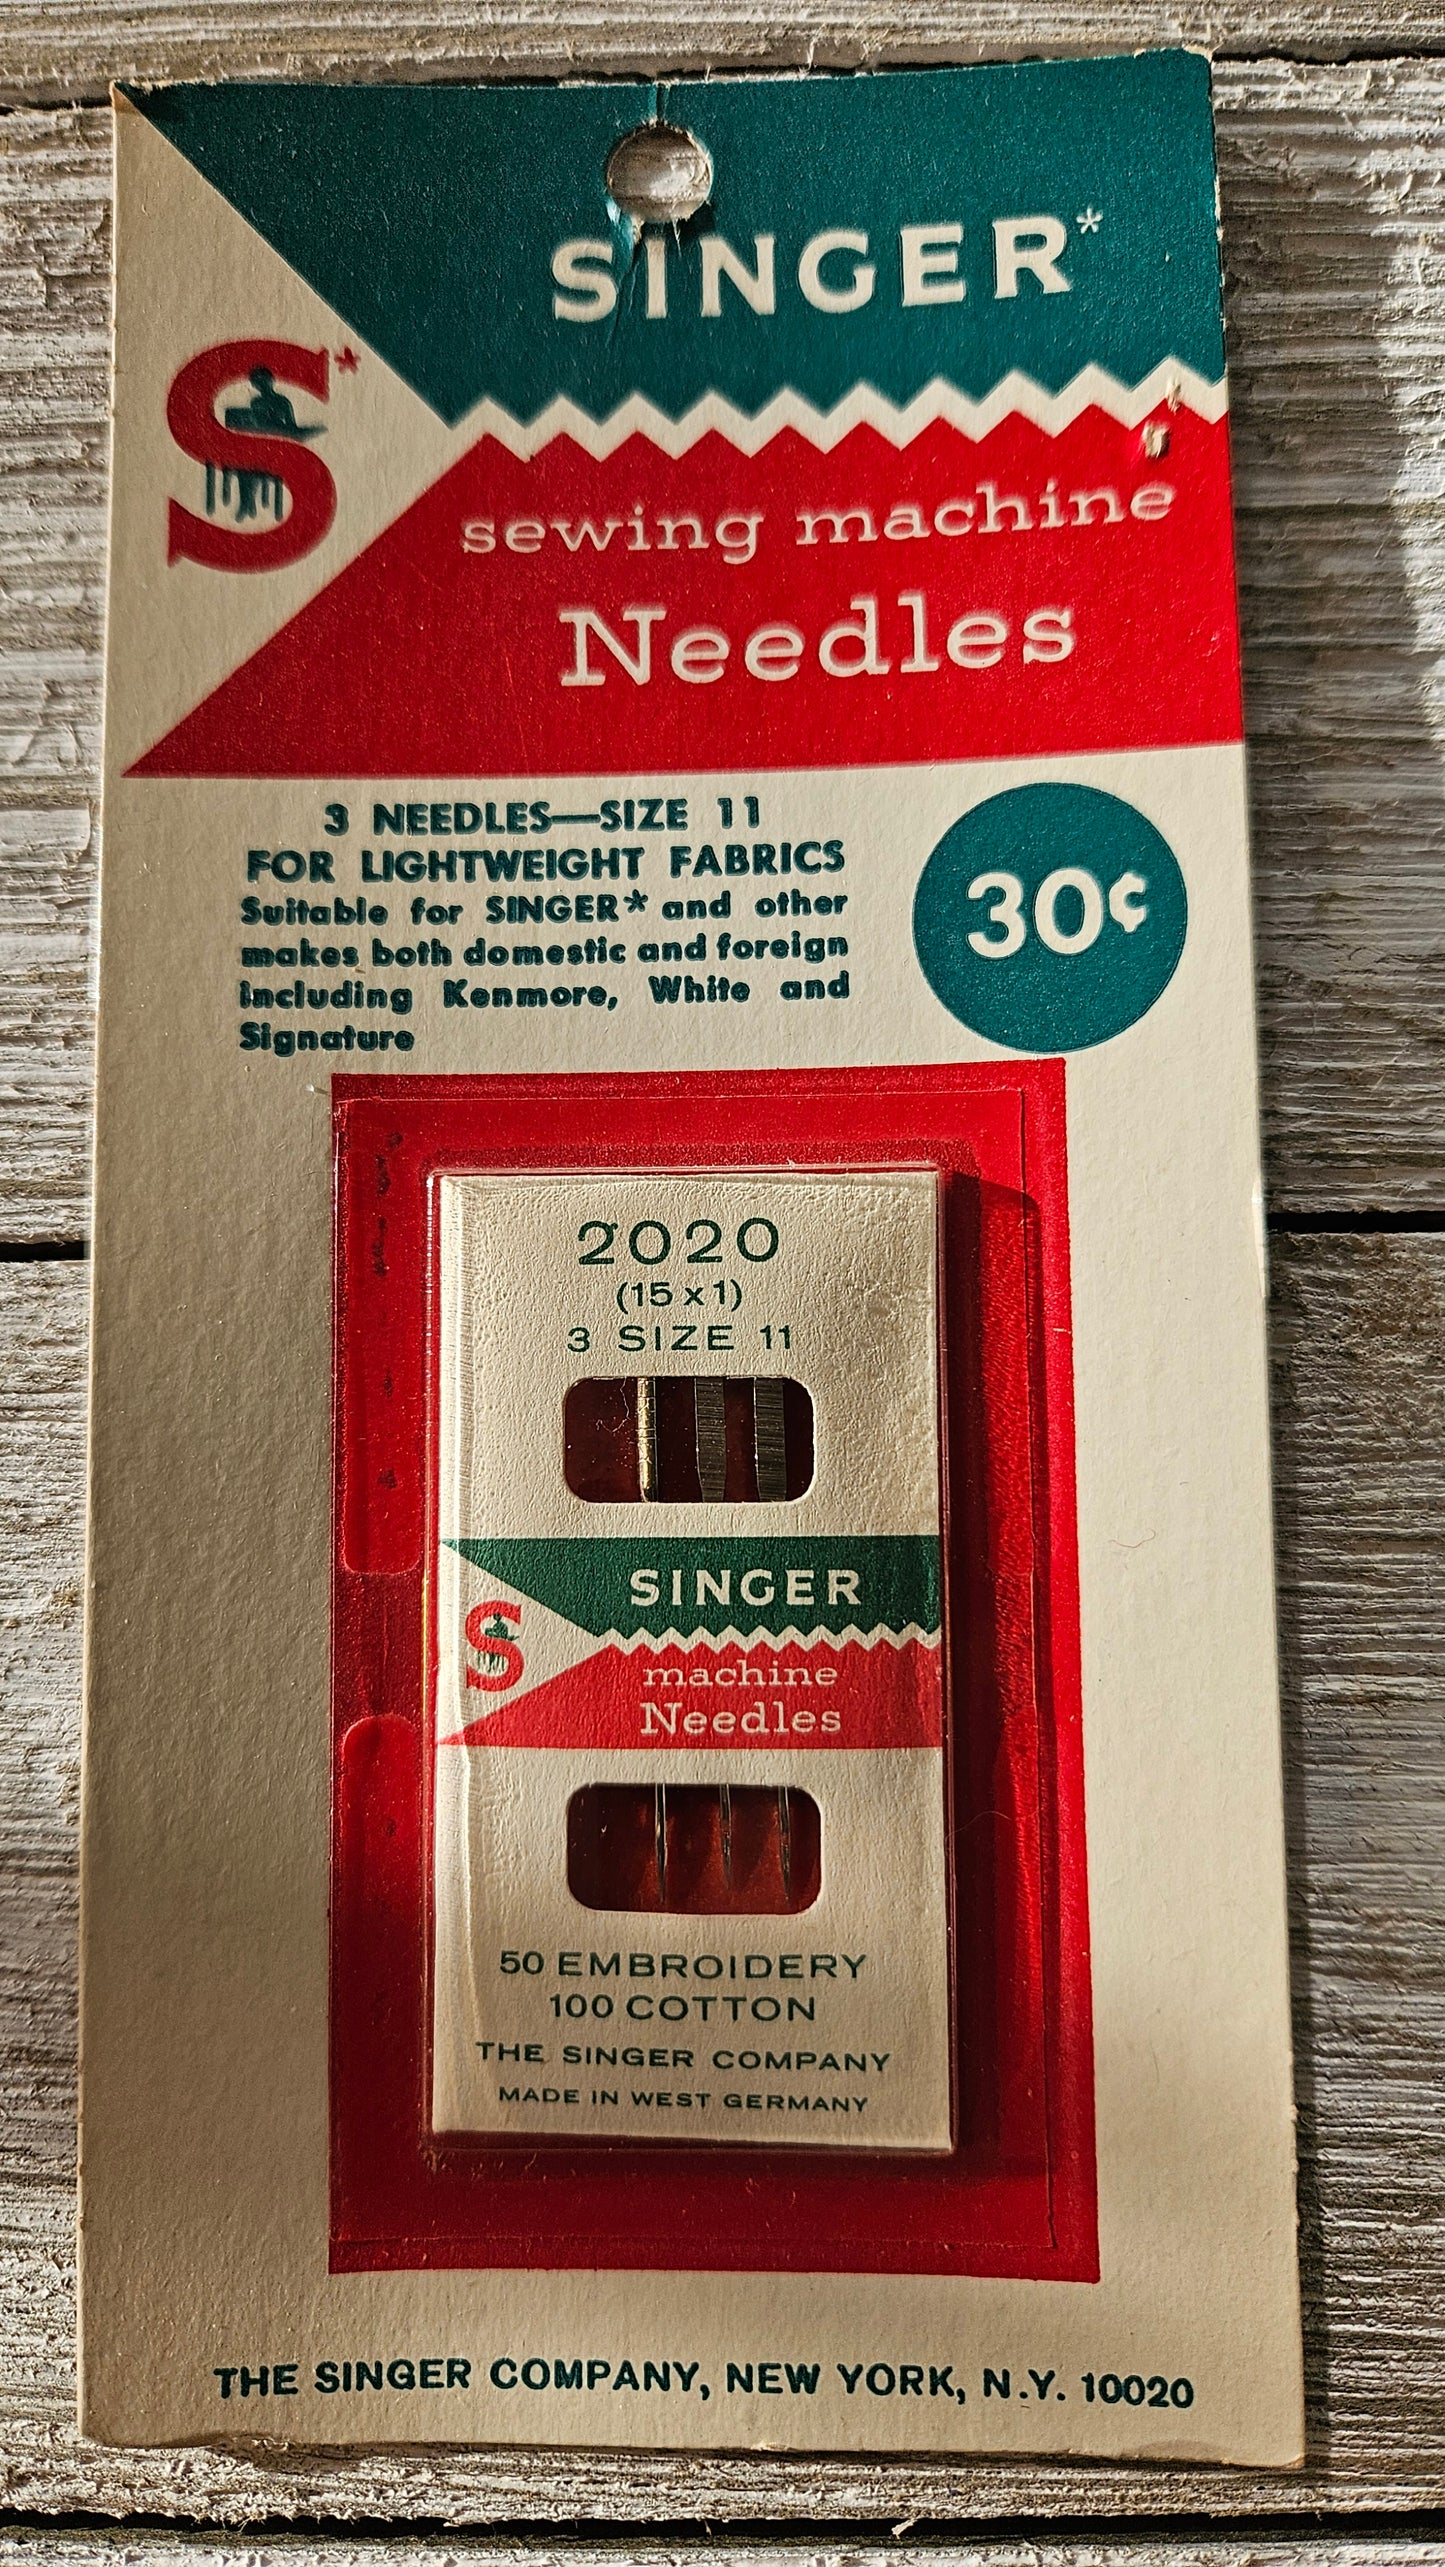 SINGER*
S*
sewing machine
Needles
3 NEEDLES—SIZE 11
FOR LIGHTWEIGHT FABRICS
Suitable for SINGER* and other
makes both domestic and foreign
including Kenmore, White and
Signature
30¢
2020
(15 x 1)
3 SIZE 11
SINGER
S
machine
Needles
50 EMBROIDERY
100 COTTON
THE SINGER COMPANY
MADE IN WEST GERMANY
THE SINGER COMPANY, NEW YORK, N.Y. 10020